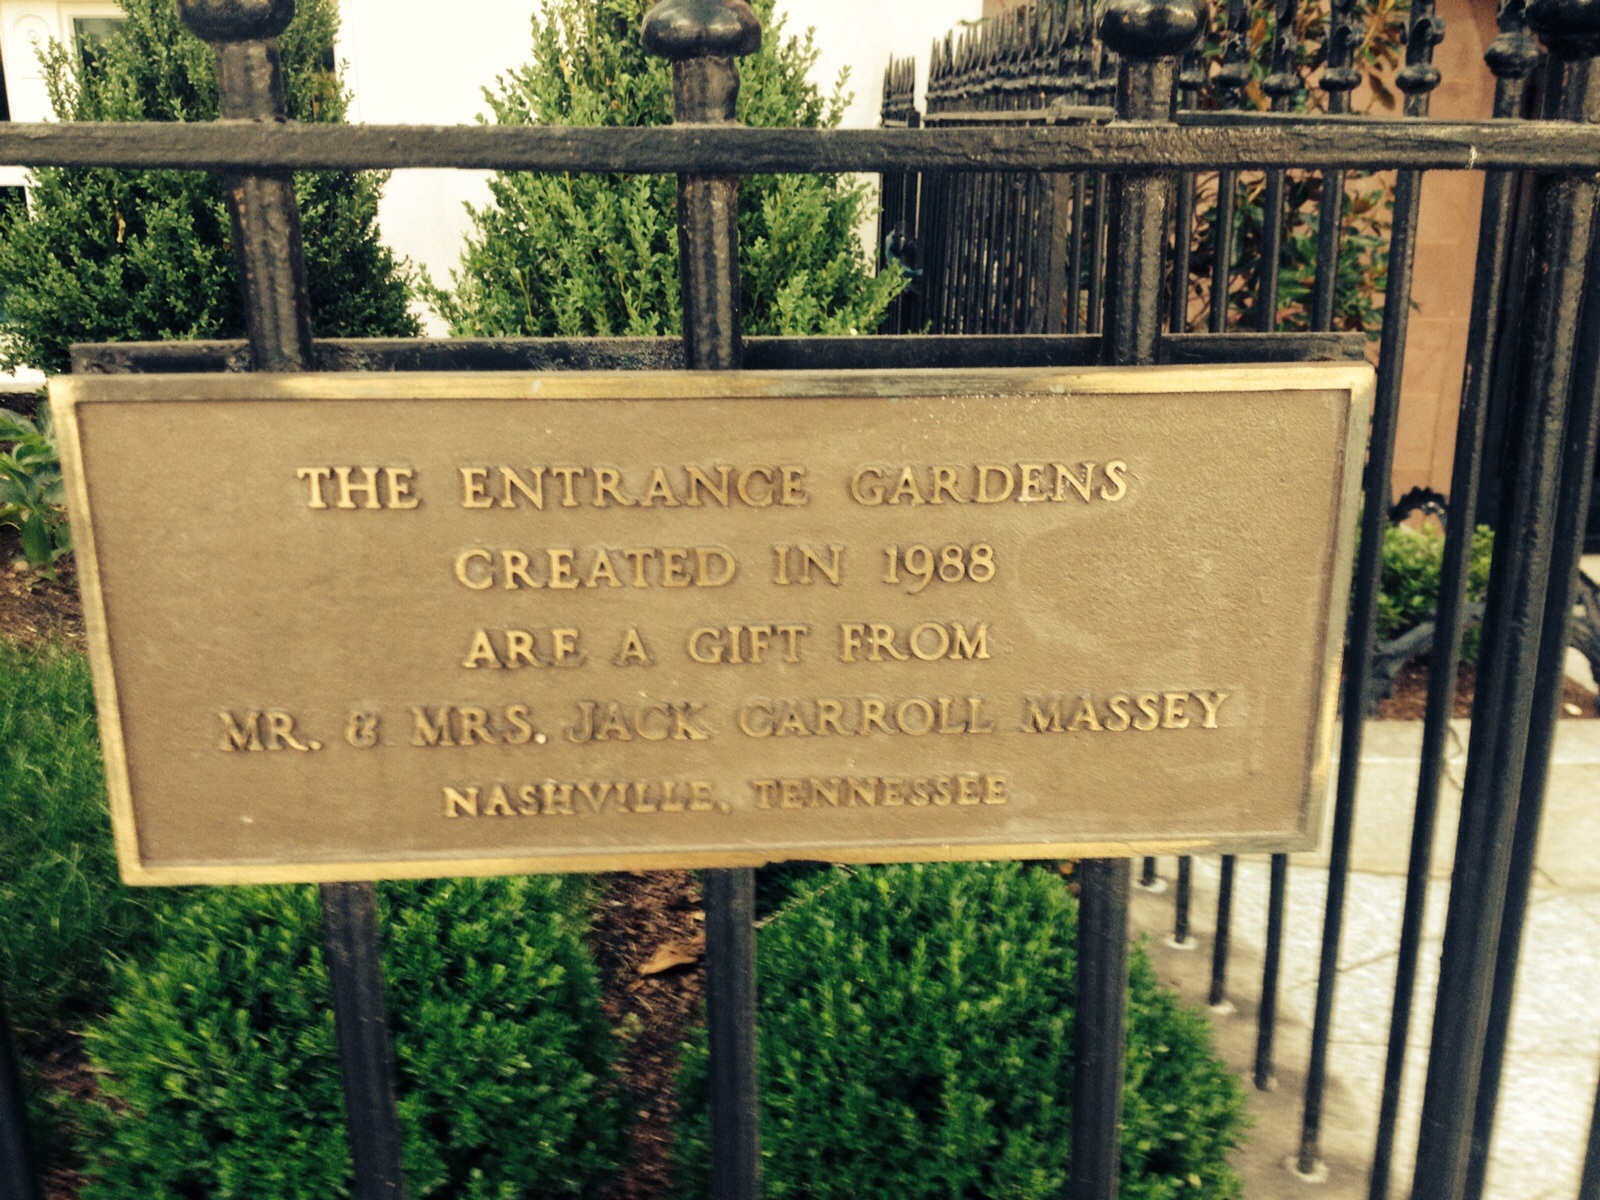 THE ENTRANCE GARDENS
CREATED IN 1988
ARE A GIFT FROM
MR. & MRS. JACK CARROLL MASSEY
NASHVILLE, TENNESSEE